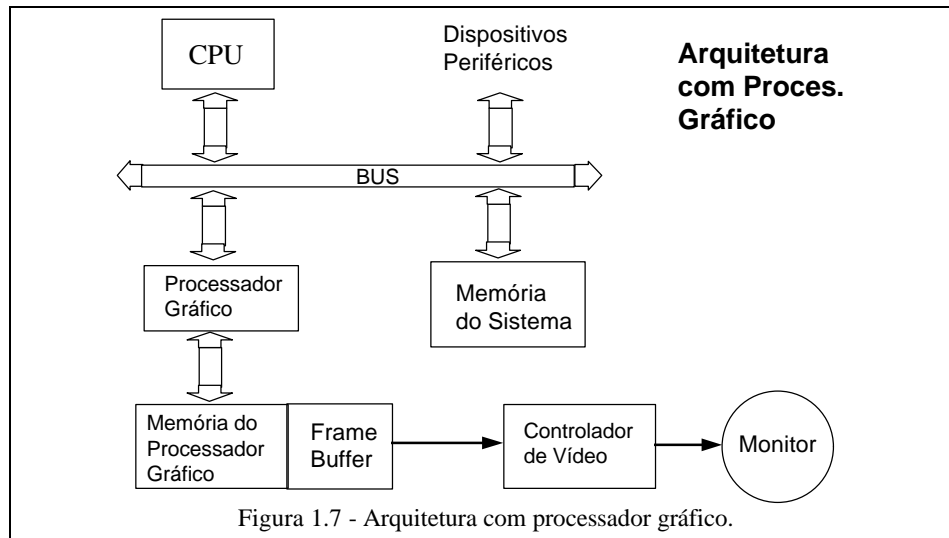 CPU
Dispositivos
Periféricos
Arquitetura
com Proces.
Gráfico
BUS
Processador
Gráfico
Memória
do Sistema
Memória do
Processador
Gráfico
Frame
Buffer
Controlador
de Vídeo
Monitor
Figura 1.7 - Arquitetura com processador gráfico.